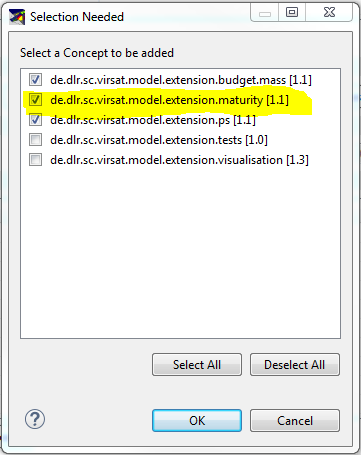 Selection Needed
Select a Concept to be added
de.dlr.sc.virsat.model.extension.budget.mass [1.1]
de.dlr.sc.virsat.model.extension.maturity [1.1]
de.dlr.sc.virsat.model.extension.ps [1.1]
de.dlr.sc.virsat.model.extension.tests [1.0]
de.dlr.sc.virsat.model.extension.visualisation [1.3]
Select All Deselect All
? OK Cancel